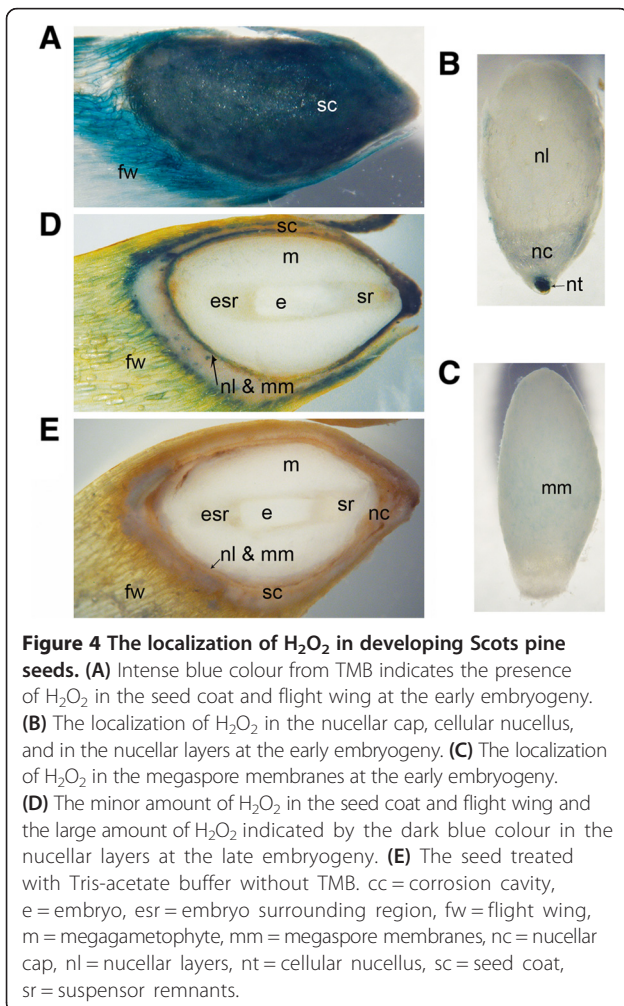 A
sc
fw
B
nl
nc
nt
D
sc
m
esr
e
sr
fw
nl & mm
C
mm
E
m
esr
e
sr
nc
nl & mm
sc
fw
Figure 4 The localization of H₂O₂ in developing Scots pine
seeds. (A) Intense blue colour from TMB indicates the presence
of H₂O₂ in the seed coat and flight wing at the early embryogeny.
(B) The localization of H₂O₂ in the nucellar cap, cellular nucellus,
and in the nucellar layers at the early embryogeny. (C) The localization
of H₂O₂ in the megaspore membranes at the early embryogeny.
(D) The minor amount of H₂O₂ in the seed coat and flight wing and
the large amount of H₂O₂ indicated by the dark blue colour in the
nucellar layers at the late embryogeny. (E) The seed treated
with Tris-acetate buffer without TMB. cc = corrosion cavity,
e = embryo, esr = embryo surrounding region, fw = flight wing,
m = megagametophyte, mm = megaspore membranes, nc = nucellar
cap, nl = nucellar layers, nt = cellular nucellus, sc = seed coat,
sr = suspensor remnants.